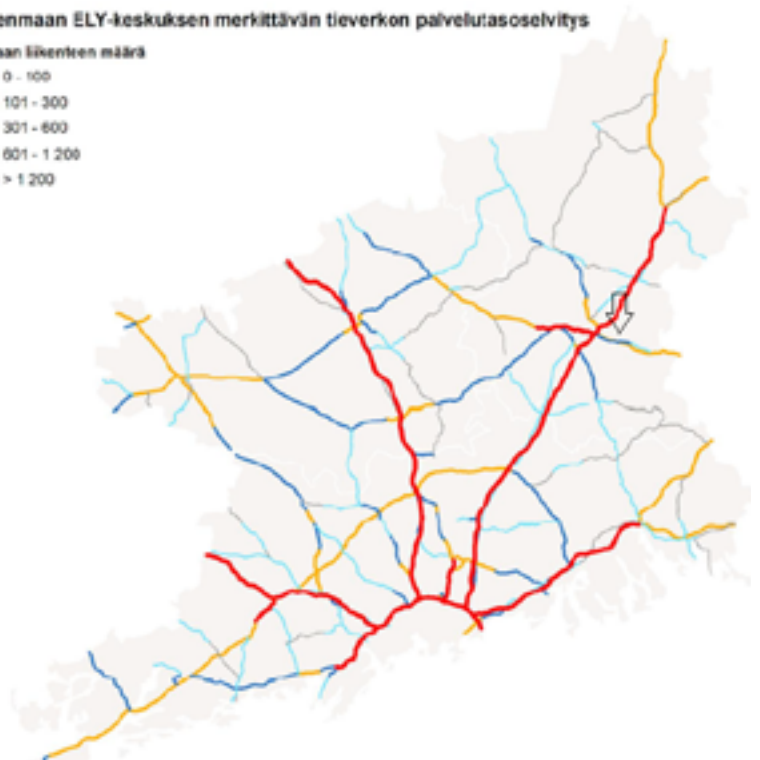 enmaan ELY-keskuksen merkittävän tieverkon palvelutasoselvitys
aan liikenteen määrä
0 - 100
101 - 300
301 - 600
601 - 1 200
> 1 200